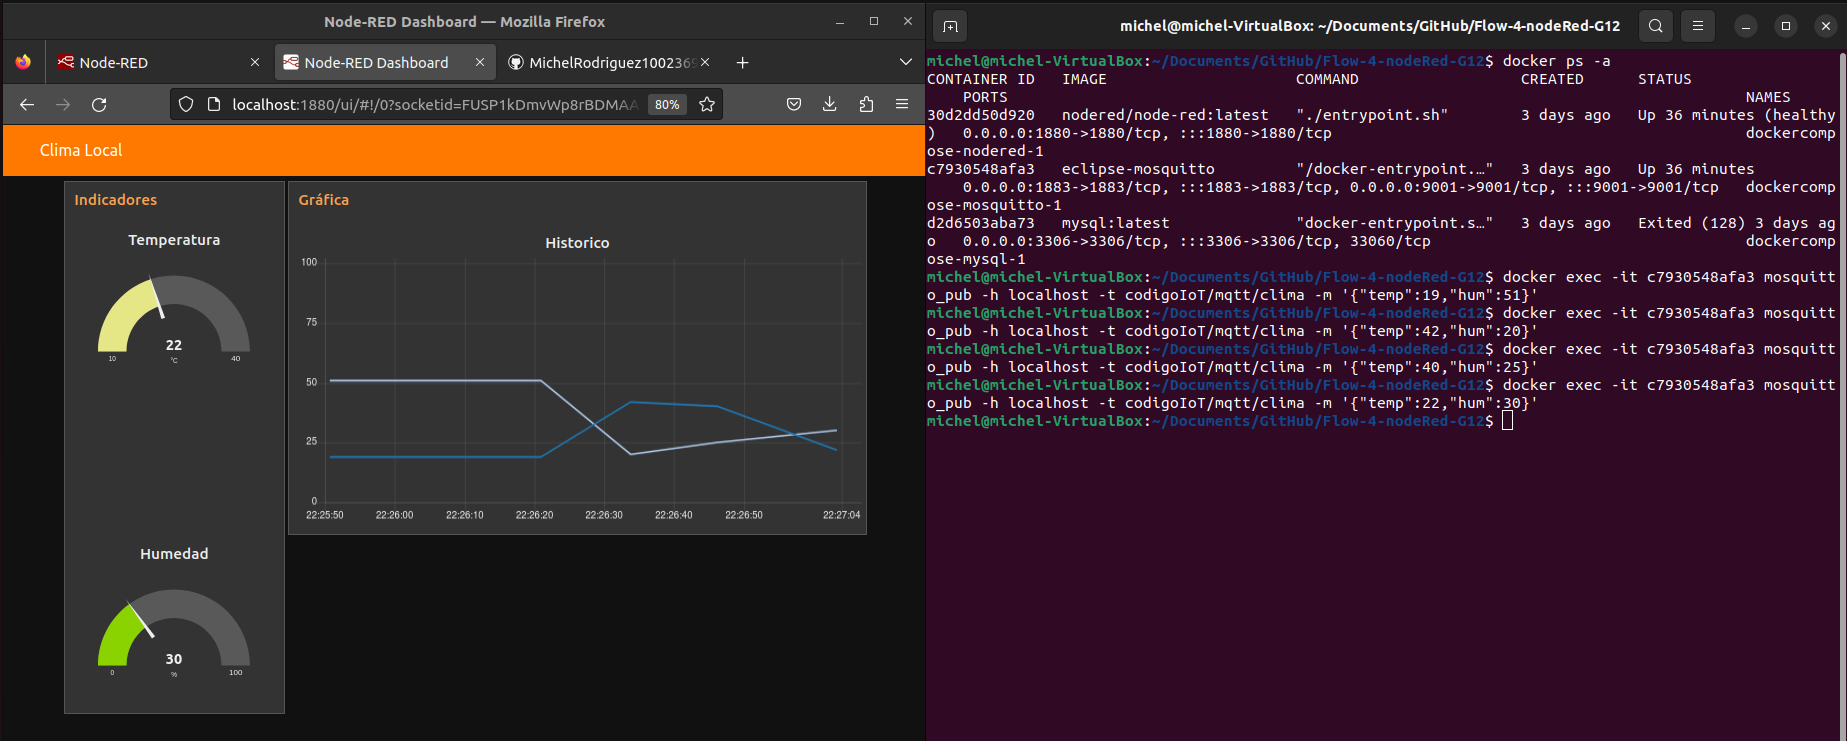 Node-RED Dashboard — Mozilla Firefox
Node-RED
Node-RED Dashboard
MichelRodriguez1002369
localhost:1880/ui/#!/0?socketid=FUSP1kDmvWp8rBDMAA
80%
Clima Local
Indicadores
Temperatura
22
°C
10
40
Humedad
30
%
0
100
Gráfica
Historico
100
75
50
25
0
22:25:50 22:26:00 22:26:10 22:26:20 22:26:30 22:26:40 22:26:50 22:27:04
michel@michel-VirtualBox: ~/Documents/GitHub/Flow-4-nodeRed-G12
michel@michel-VirtualBox:~/Documents/GitHub/Flow-4-nodeRed-G12$ docker ps -a
CONTAINER ID   IMAGE                     COMMAND                  CREATED      STATUS
    PORTS                                                                                  NAMES
30d2dd50d920   nodered/node-red:latest   "./entrypoint.sh"        3 days ago   Up 36 minutes (healthy
)   0.0.0.0:1880->1880/tcp, :::1880->1880/tcp                                              dockercomp
ose-nodered-1
c7930548afa3   eclipse-mosquitto         "/docker-entrypoint.…"   3 days ago   Up 36 minutes
    0.0.0.0:1883->1883/tcp, :::1883->1883/tcp, 0.0.0.0:9001->9001/tcp, :::9001->9001/tcp   dockercomp
ose-mosquitto-1
d2d6503aba73   mysql:latest              "docker-entrypoint.s…"   3 days ago   Exited (128) 3 days ag
o   0.0.0.0:3306->3306/tcp, :::3306->3306/tcp, 33060/tcp                                   dockercomp
ose-mysql-1
michel@michel-VirtualBox:~/Documents/GitHub/Flow-4-nodeRed-G12$ docker exec -it c7930548afa3 mosquitt
o_pub -h localhost -t codigoIoT/mqtt/clima -m '{"temp":19,"hum":51}'
michel@michel-VirtualBox:~/Documents/GitHub/Flow-4-nodeRed-G12$ docker exec -it c7930548afa3 mosquitt
o_pub -h localhost -t codigoIoT/mqtt/clima -m '{"temp":42,"hum":20}'
michel@michel-VirtualBox:~/Documents/GitHub/Flow-4-nodeRed-G12$ docker exec -it c7930548afa3 mosquitt
o_pub -h localhost -t codigoIoT/mqtt/clima -m '{"temp":40,"hum":25}'
michel@michel-VirtualBox:~/Documents/GitHub/Flow-4-nodeRed-G12$ docker exec -it c7930548afa3 mosquitt
o_pub -h localhost -t codigoIoT/mqtt/clima -m '{"temp":22,"hum":30}'
michel@michel-VirtualBox:~/Documents/GitHub/Flow-4-nodeRed-G12$